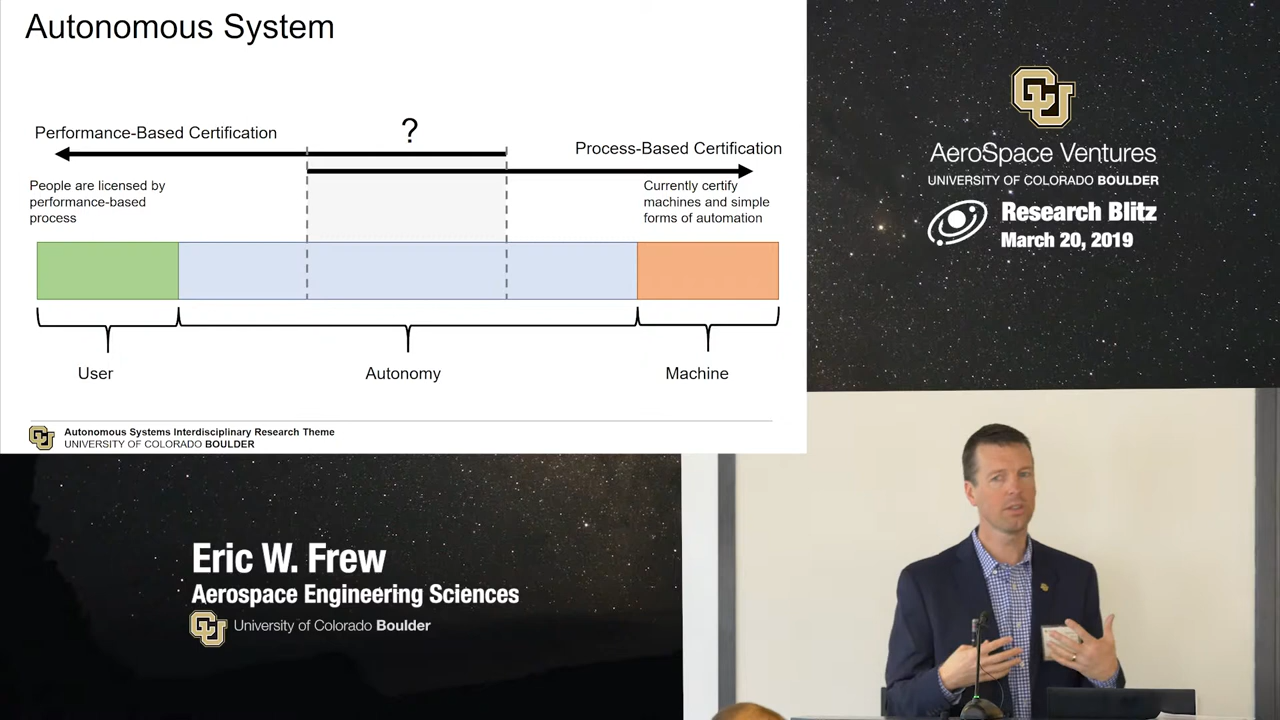 Autonomous System
Performance-Based Certification
?
Process-Based Certification
People are licensed by
performance-based
process
Currently certify
machines and simple
forms of automation
User
Autonomy
Machine
Autonomous Systems Interdisciplinary Research Theme
UNIVERSITY OF COLORADO BOULDER
CU
AeroSpace Ventures
UNIVERSITY OF COLORADO BOULDER
Research Blitz
March 20, 2019
Eric W. Frew
Aerospace Engineering Sciences
University of Colorado Boulder